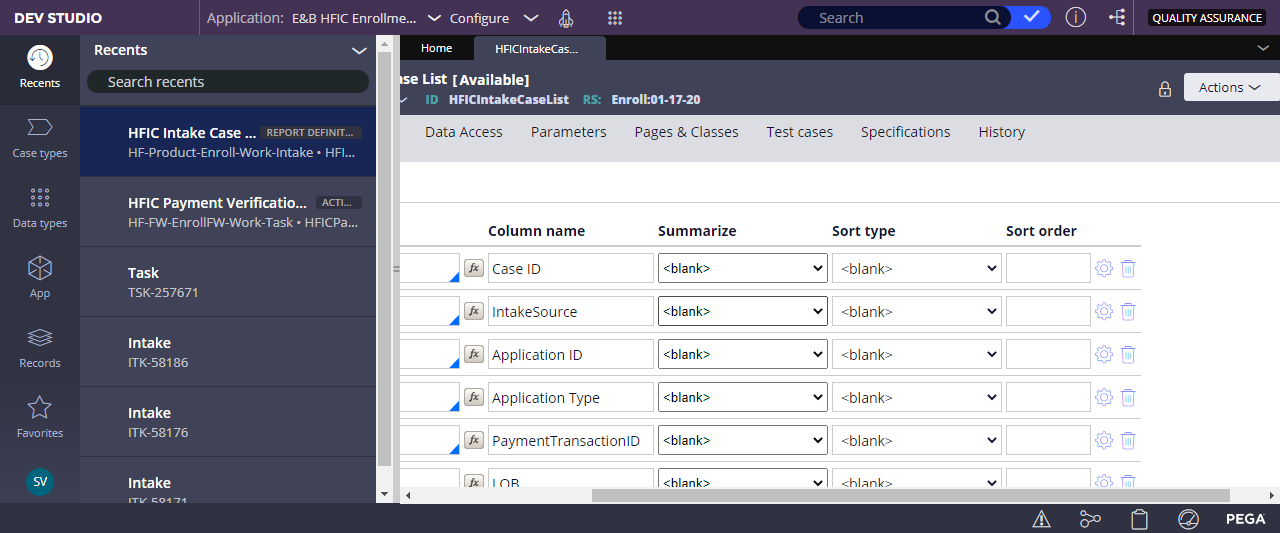 DEV STUDIO
Application: E&B HFIC Enrollme...
Configure
Search
QUALITY ASSURANCE
Recents
Case types
Data types
App
Records
Favorites
SV
Recents
Search recents
HFIC Intake Case ... REPORT DEFINIT...
HF-Product-Enroll-Work-Intake • HFI...
HFIC Payment Verificatio... ACTI...
HF-FW-EnrollFW-Work-Task • HFICPa...
Task
TSK-257671
Intake
ITK-58186
Intake
ITK-58176
Intake
ITK-58171
Home
HFICIntakeCas...
ase List [Available]
ID HFICIntakeCaseList RS: Enroll:01-17-20
Actions
Data Access Parameters Pages & Classes Test cases Specifications History
Column name Summarize Sort type Sort order
fx Case ID <blank> <blank>
fx IntakeSource <blank> <blank>
fx Application ID <blank> <blank>
fx Application Type <blank> <blank>
fx PaymentTransactionID <blank> <blank>
fx LOB <blank> <blank>
PEGA